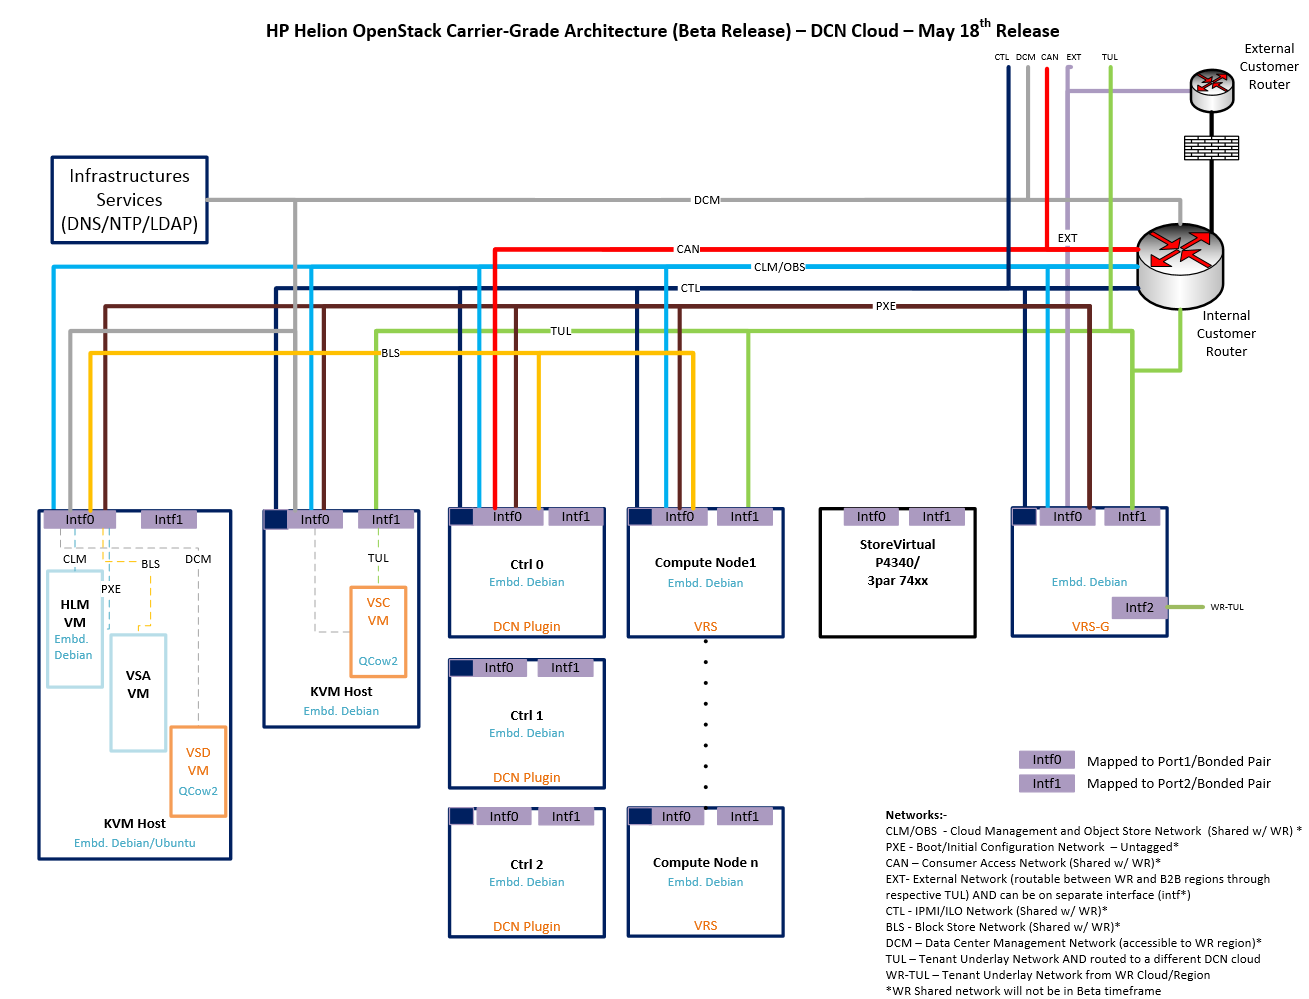 HP Helion OpenStack Carrier-Grade Architecture (Beta Release) – DCN Cloud – May 18th Release
CTL DCM CAN EXT TUL
External
Customer
Router
Infrastructures
Services
(DNS/NTP/LDAP)
DCM
EXT
CAN
CLM/OBS
CTL
PXE
TUL
BLS
Internal
Customer
Router
Intf0 Intf1
CLM
BLS
DCM
PXE
HLM
VM
Embd.
Debian
VSA
VM
VSD
VM
QCow2
KVM Host
Embd. Debian/Ubuntu
Intf0 Intf1
TUL
VSC
VM
QCow2
KVM Host
Embd. Debian
Intf0 Intf1
Ctrl 0
Embd. Debian
DCN Plugin
Intf0 Intf1
Ctrl 1
Embd. Debian
DCN Plugin
Intf0 Intf1
Ctrl 2
Embd. Debian
DCN Plugin
Intf0 Intf1
Compute Node1
Embd. Debian
VRS
Intf0 Intf1
Compute Node n
Embd. Debian
VRS
Intf0 Intf1
StoreVirtual
P4340/
3par 74xx
Intf0 Intf1
Embd. Debian
Intf2
WR-TUL
VRS-G
Intf0 Mapped to Port1/Bonded Pair
Intf1 Mapped to Port2/Bonded Pair
Networks:-
CLM/OBS - Cloud Management and Object Store Network (Shared w/ WR) *
PXE - Boot/Initial Configuration Network – Untagged*
CAN – Consumer Access Network (Shared w/ WR)*
EXT- External Network (routable between WR and B2B regions through
respective TUL) AND can be on separate interface (intf*)
CTL - IPMI/ILO Network (Shared w/ WR)*
BLS - Block Store Network (Shared w/ WR)*
DCM – Data Center Management Network (accessible to WR region)*
TUL – Tenant Underlay Network AND routed to a different DCN cloud
WR-TUL – Tenant Underlay Network from WR Cloud/Region
*WR Shared network will not be in Beta timeframe